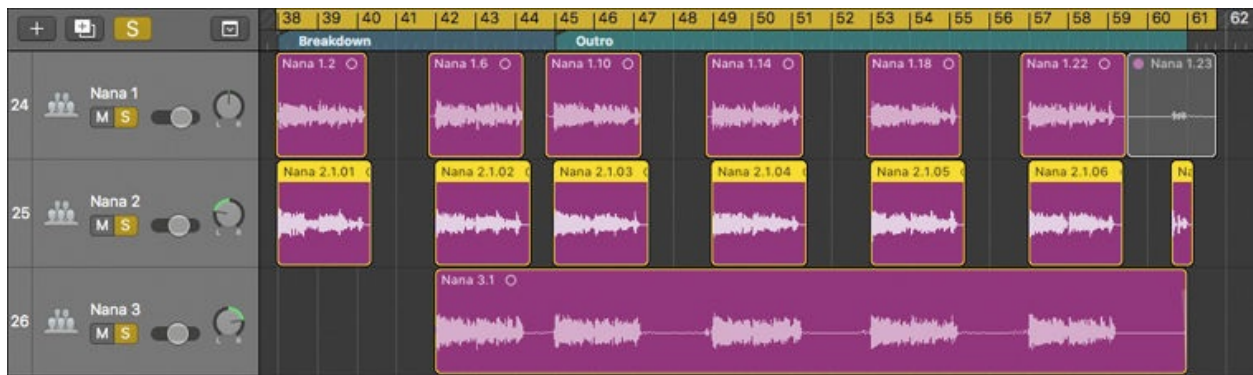 S 38 39 40 41 42 43 44 45 46 47 48 49 50 51 52 53 54 55 56 57 58 59 60 61 62
Breakdown Outro
24 Nana 1 Nana 1.2 Nana 1.6 Nana 1.10 Nana 1.14 Nana 1.18 Nana 1.22 Nana 1.23
M S
25 Nana 2 Nana 2.1.01 Nana 2.1.02 Nana 2.1.03 Nana 2.1.04 Nana 2.1.05 Nana 2.1.06 Na
M S
26 Nana 3 Nana 3.1
M S